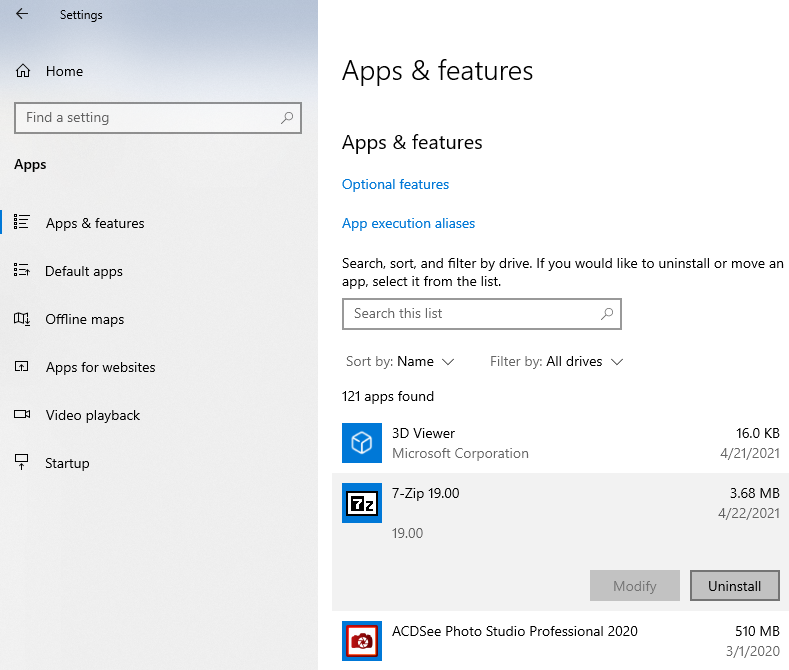 Settings
Home
Find a setting
Apps
Apps & features
Default apps
Offline maps
Apps for websites
Video playback
Startup
Apps & features
Apps & features
Optional features
App execution aliases
Search, sort, and filter by drive. If you would like to uninstall or move an
app, select it from the list.
Search this list
Sort by: Name Filter by: All drives
121 apps found
3D Viewer 16.0 KB
Microsoft Corporation 4/21/2021
7z
7-Zip 19.00 3.68 MB
4/22/2021
19.00
Modify Uninstall
ACDSee Photo Studio Professional 2020 510 MB
3/1/2020